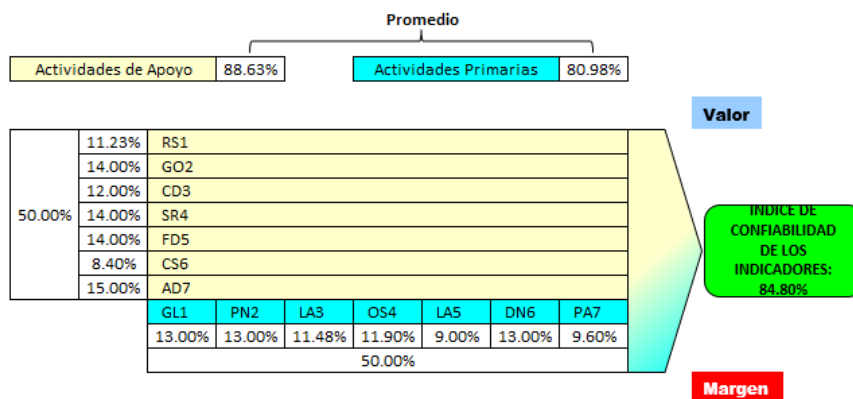 Promedio
Actividades de Apoyo 88.63% Actividades Primarias 80.98%
Valor
11.23% RS1
14.00% GO2
12.00% CD3
50.00% 14.00% SR4
14.00% FD5
8.40% CS6
15.00% AD7
INDICE DE
CONFIABILIDAD
DE LOS
INDICADORES:
84.80%
GL1 PN2 LA3 OS4 LA5 DN6 PA7
13.00% 13.00% 11.48% 11.90% 9.00% 13.00% 9.60%
50.00%
Margen